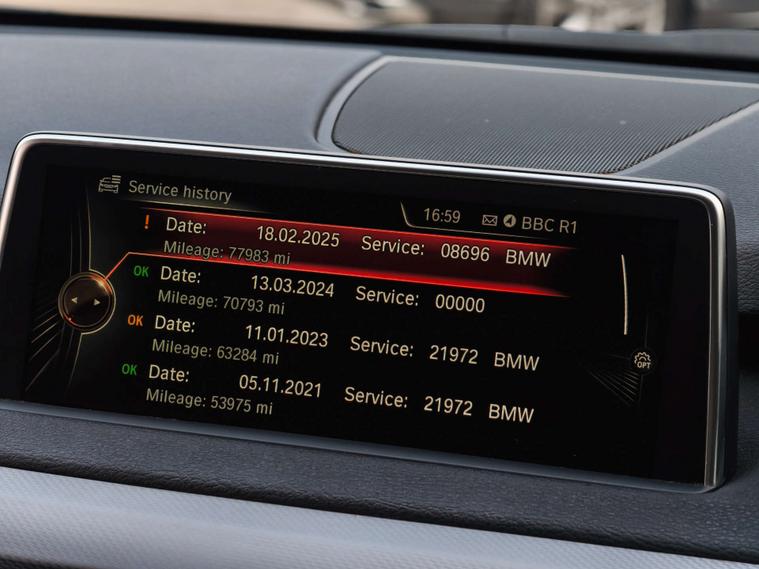 Service history
16:59 BBC R1
! Date: 18.02.2025 Service: 08696 BMW
Mileage: 77983 mi
OK Date: 13.03.2024 Service: 00000
Mileage: 70793 mi
OK Date: 11.01.2023 Service: 21972 BMW
Mileage: 63284 mi
OPT
OK Date: 05.11.2021 Service: 21972 BMW
Mileage: 53975 mi